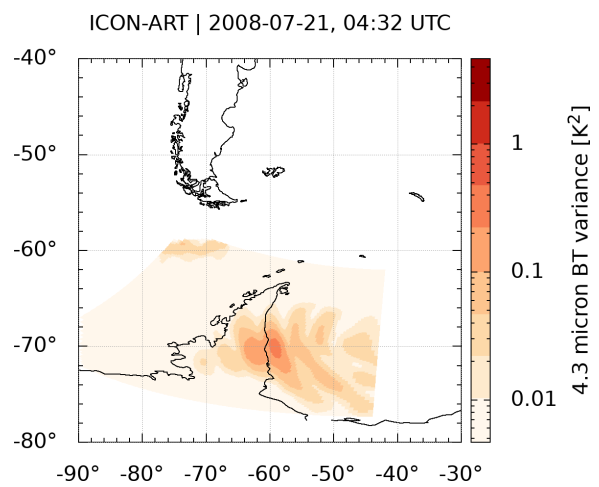 ICON-ART | 2008-07-21, 04:32 UTC
-40°
-50°
-60°
-70°
-80°
-90° -80° -70° -60° -50° -40° -30°
1
0.1
0.01
4.3 micron BT variance [K²]